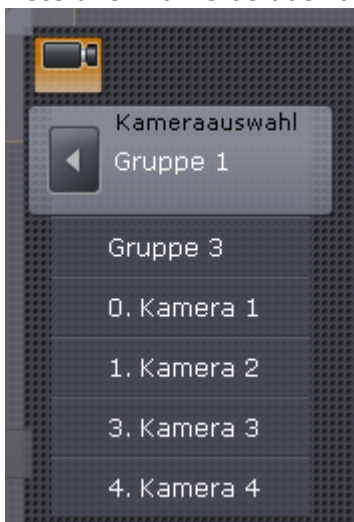 Kameraauswahl
Gruppe 1
Gruppe 3
0. Kamera 1
1. Kamera 2
3. Kamera 3
4. Kamera 4